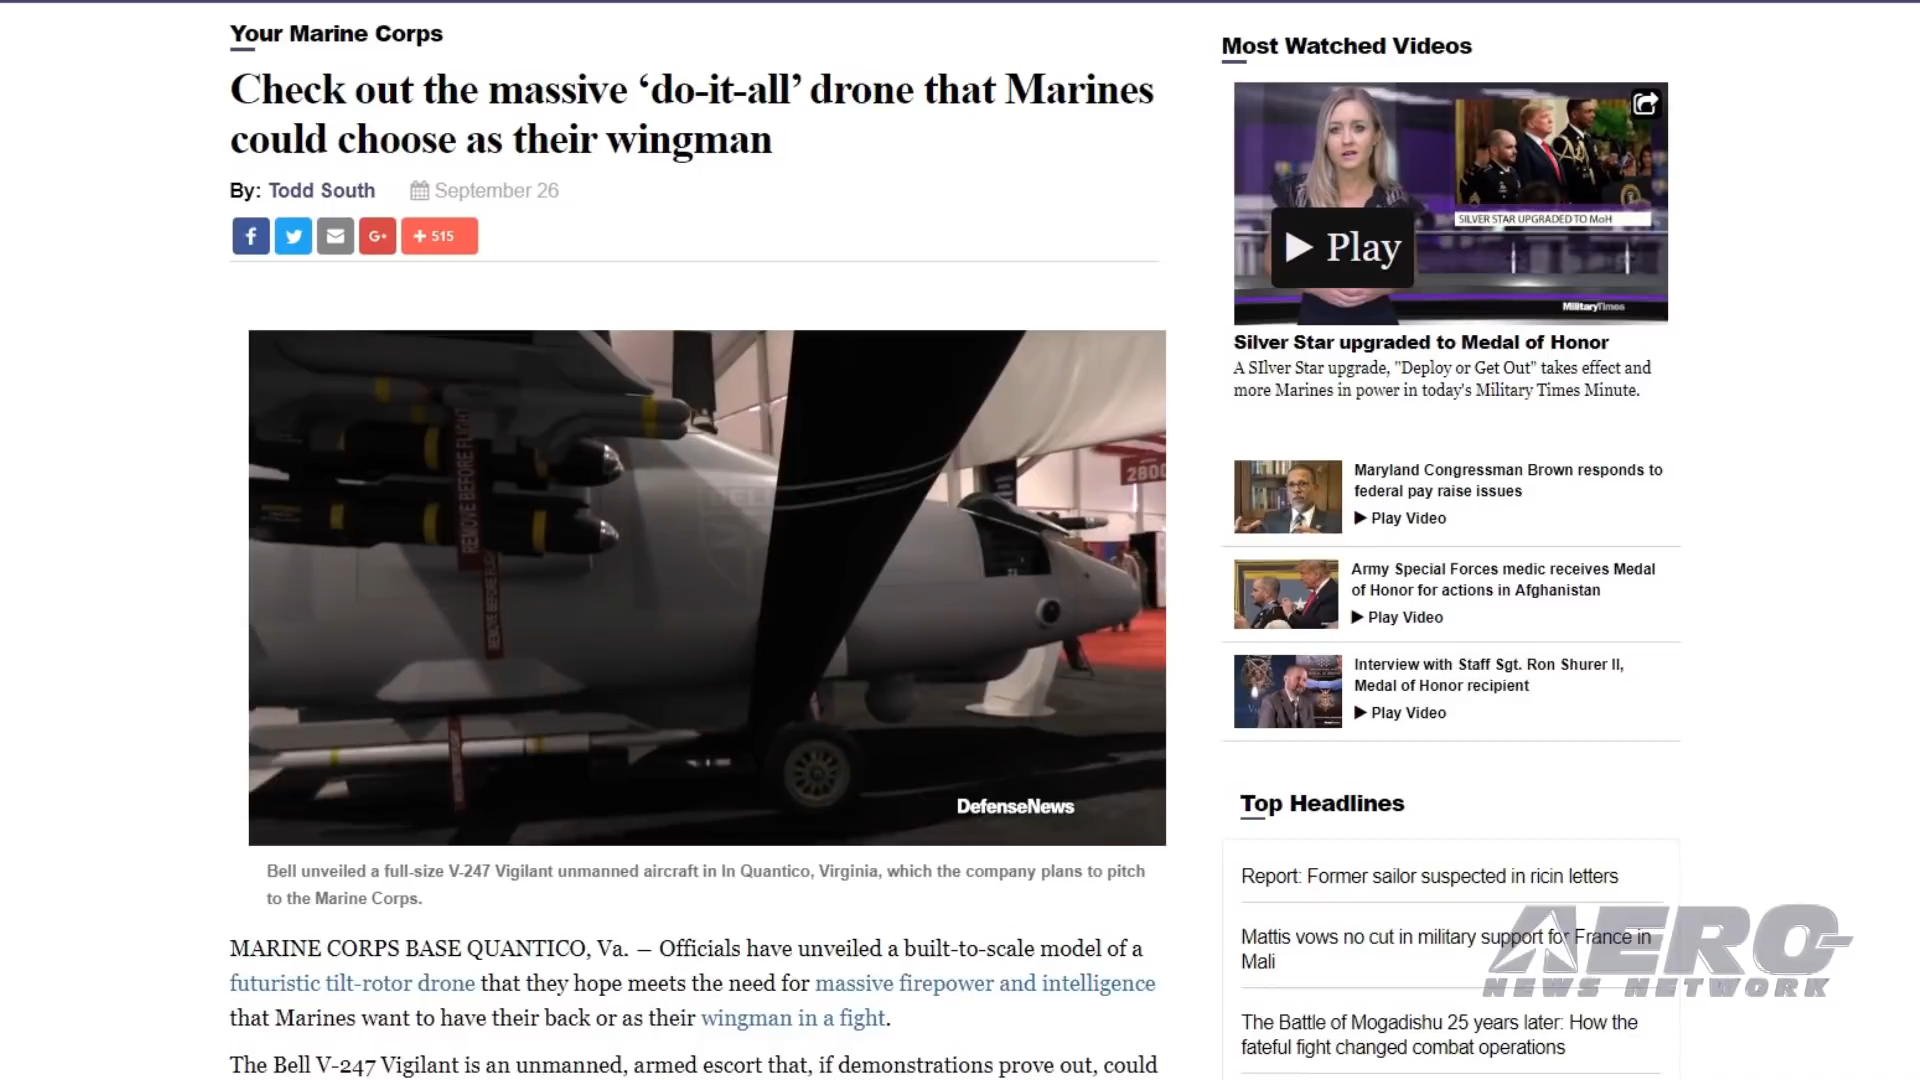 Your Marine Corps
Check out the massive ‘do-it-all’ drone that Marines
could choose as their wingman
By: Todd South September 26
f
G+
+ 515
REMOVE BEFORE FLIGHT
REMOVE BEFORE FLIGHT
BELL
2800
DefenseNews
Bell unveiled a full-size V-247 Vigilant unmanned aircraft in In Quantico, Virginia, which the company plans to pitch
to the Marine Corps.
MARINE CORPS BASE QUANTICO, Va. — Officials have unveiled a built-to-scale model of a
futuristic tilt-rotor drone that they hope meets the need for massive firepower and intelligence
that Marines want to have their back or as their wingman in a fight.
The Bell V-247 Vigilant is an unmanned, armed escort that, if demonstrations prove out, could
Most Watched Videos
SILVER STAR UPGRADED TO MoH
Play
MilitaryTimes
Silver Star upgraded to Medal of Honor
A SIlver Star upgrade, "Deploy or Get Out" takes effect and
more Marines in power in today's Military Times Minute.
Maryland Congressman Brown responds to
federal pay raise issues
Play Video
Army Special Forces medic receives Medal
of Honor for actions in Afghanistan
Play Video
Interview with Staff Sgt. Ron Shurer II,
Medal of Honor recipient
Play Video
Top Headlines
Report: Former sailor suspected in ricin letters
Mattis vows no cut in military support for France in
Mali
The Battle of Mogadishu 25 years later: How the
fateful fight changed combat operations
AERO-
NEWS NETWORK